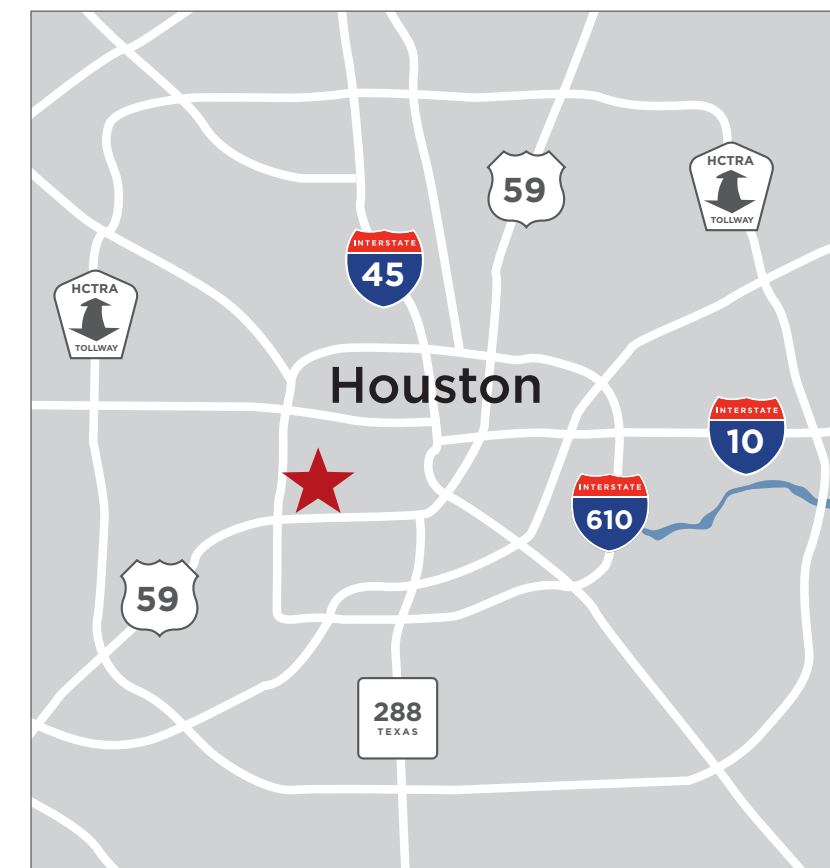 HCTRA
TOLLWAY
59
INTERSTATE
45
HCTRA
TOLLWAY
Houston
INTERSTATE
10
INTERSTATE
610
59
288
TEXAS